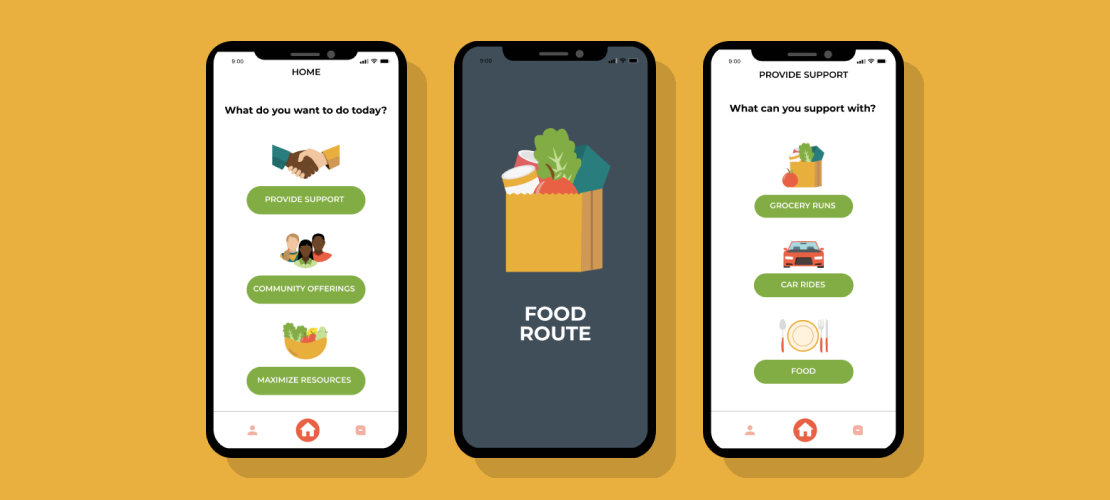 9:00
HOME
What do you want to do today?
PROVIDE SUPPORT
COMMUNITY OFFERINGS
MAXIMIZE RESOURCES
9:00
FOOD
ROUTE
9:00
PROVIDE SUPPORT
What can you support with?
GROCERY RUNS
CAR RIDES
FOOD